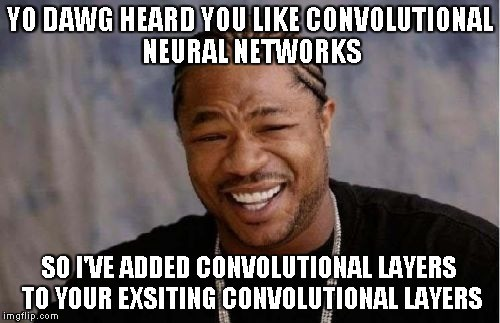 YO DAWG HEARD YOU LIKE CONVOLUTIONAL
NEURAL NETWORKS
SO I'VE ADDED CONVOLUTIONAL LAYERS
TO YOUR EXSITING CONVOLUTIONAL LAYERS
imgflip.com